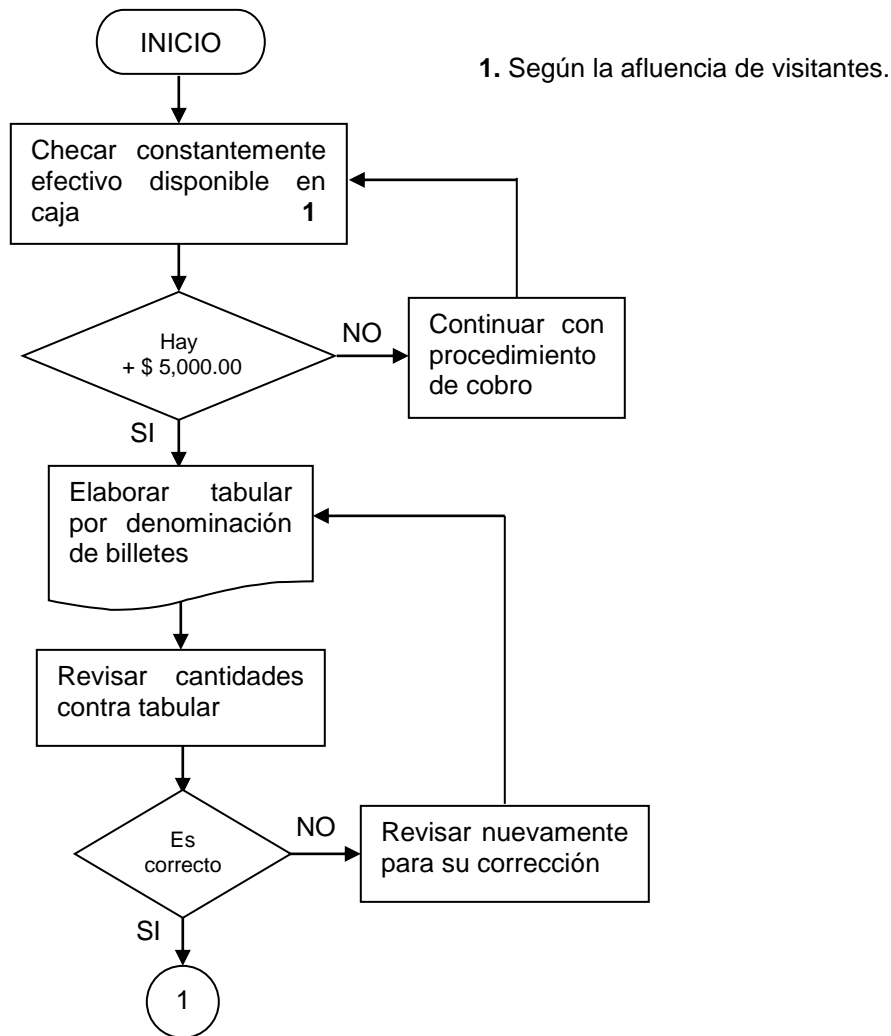 INICIO
1. Según la afluencia de visitantes.
Checar constantemente
efectivo disponible en
caja 1
Hay
+ $ 5,000.00
NO
Continuar con
procedimiento
de cobro
SI
Elaborar tabular
por denominación
de billetes
Revisar cantidades
contra tabular
Es
correcto
NO
Revisar nuevamente
para su corrección
SI
1